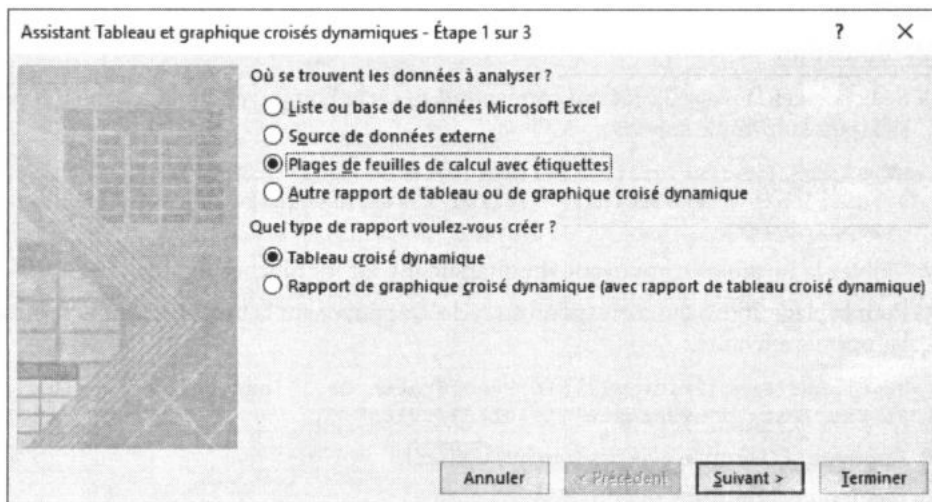 Assistant Tableau et graphique croisés dynamiques - Étape 1 sur 3 ? ×
Où se trouvent les données à analyser ?
Liste ou base de données Microsoft Excel
Source de données externe
Plages de feuilles de calcul avec étiquettes
Autre rapport de tableau ou de graphique croisé dynamique
Quel type de rapport voulez-vous créer ?
Tableau croisé dynamique
Rapport de graphique croisé dynamique (avec rapport de tableau croisé dynamique)
Annuler < Précédent Suivant > Terminer